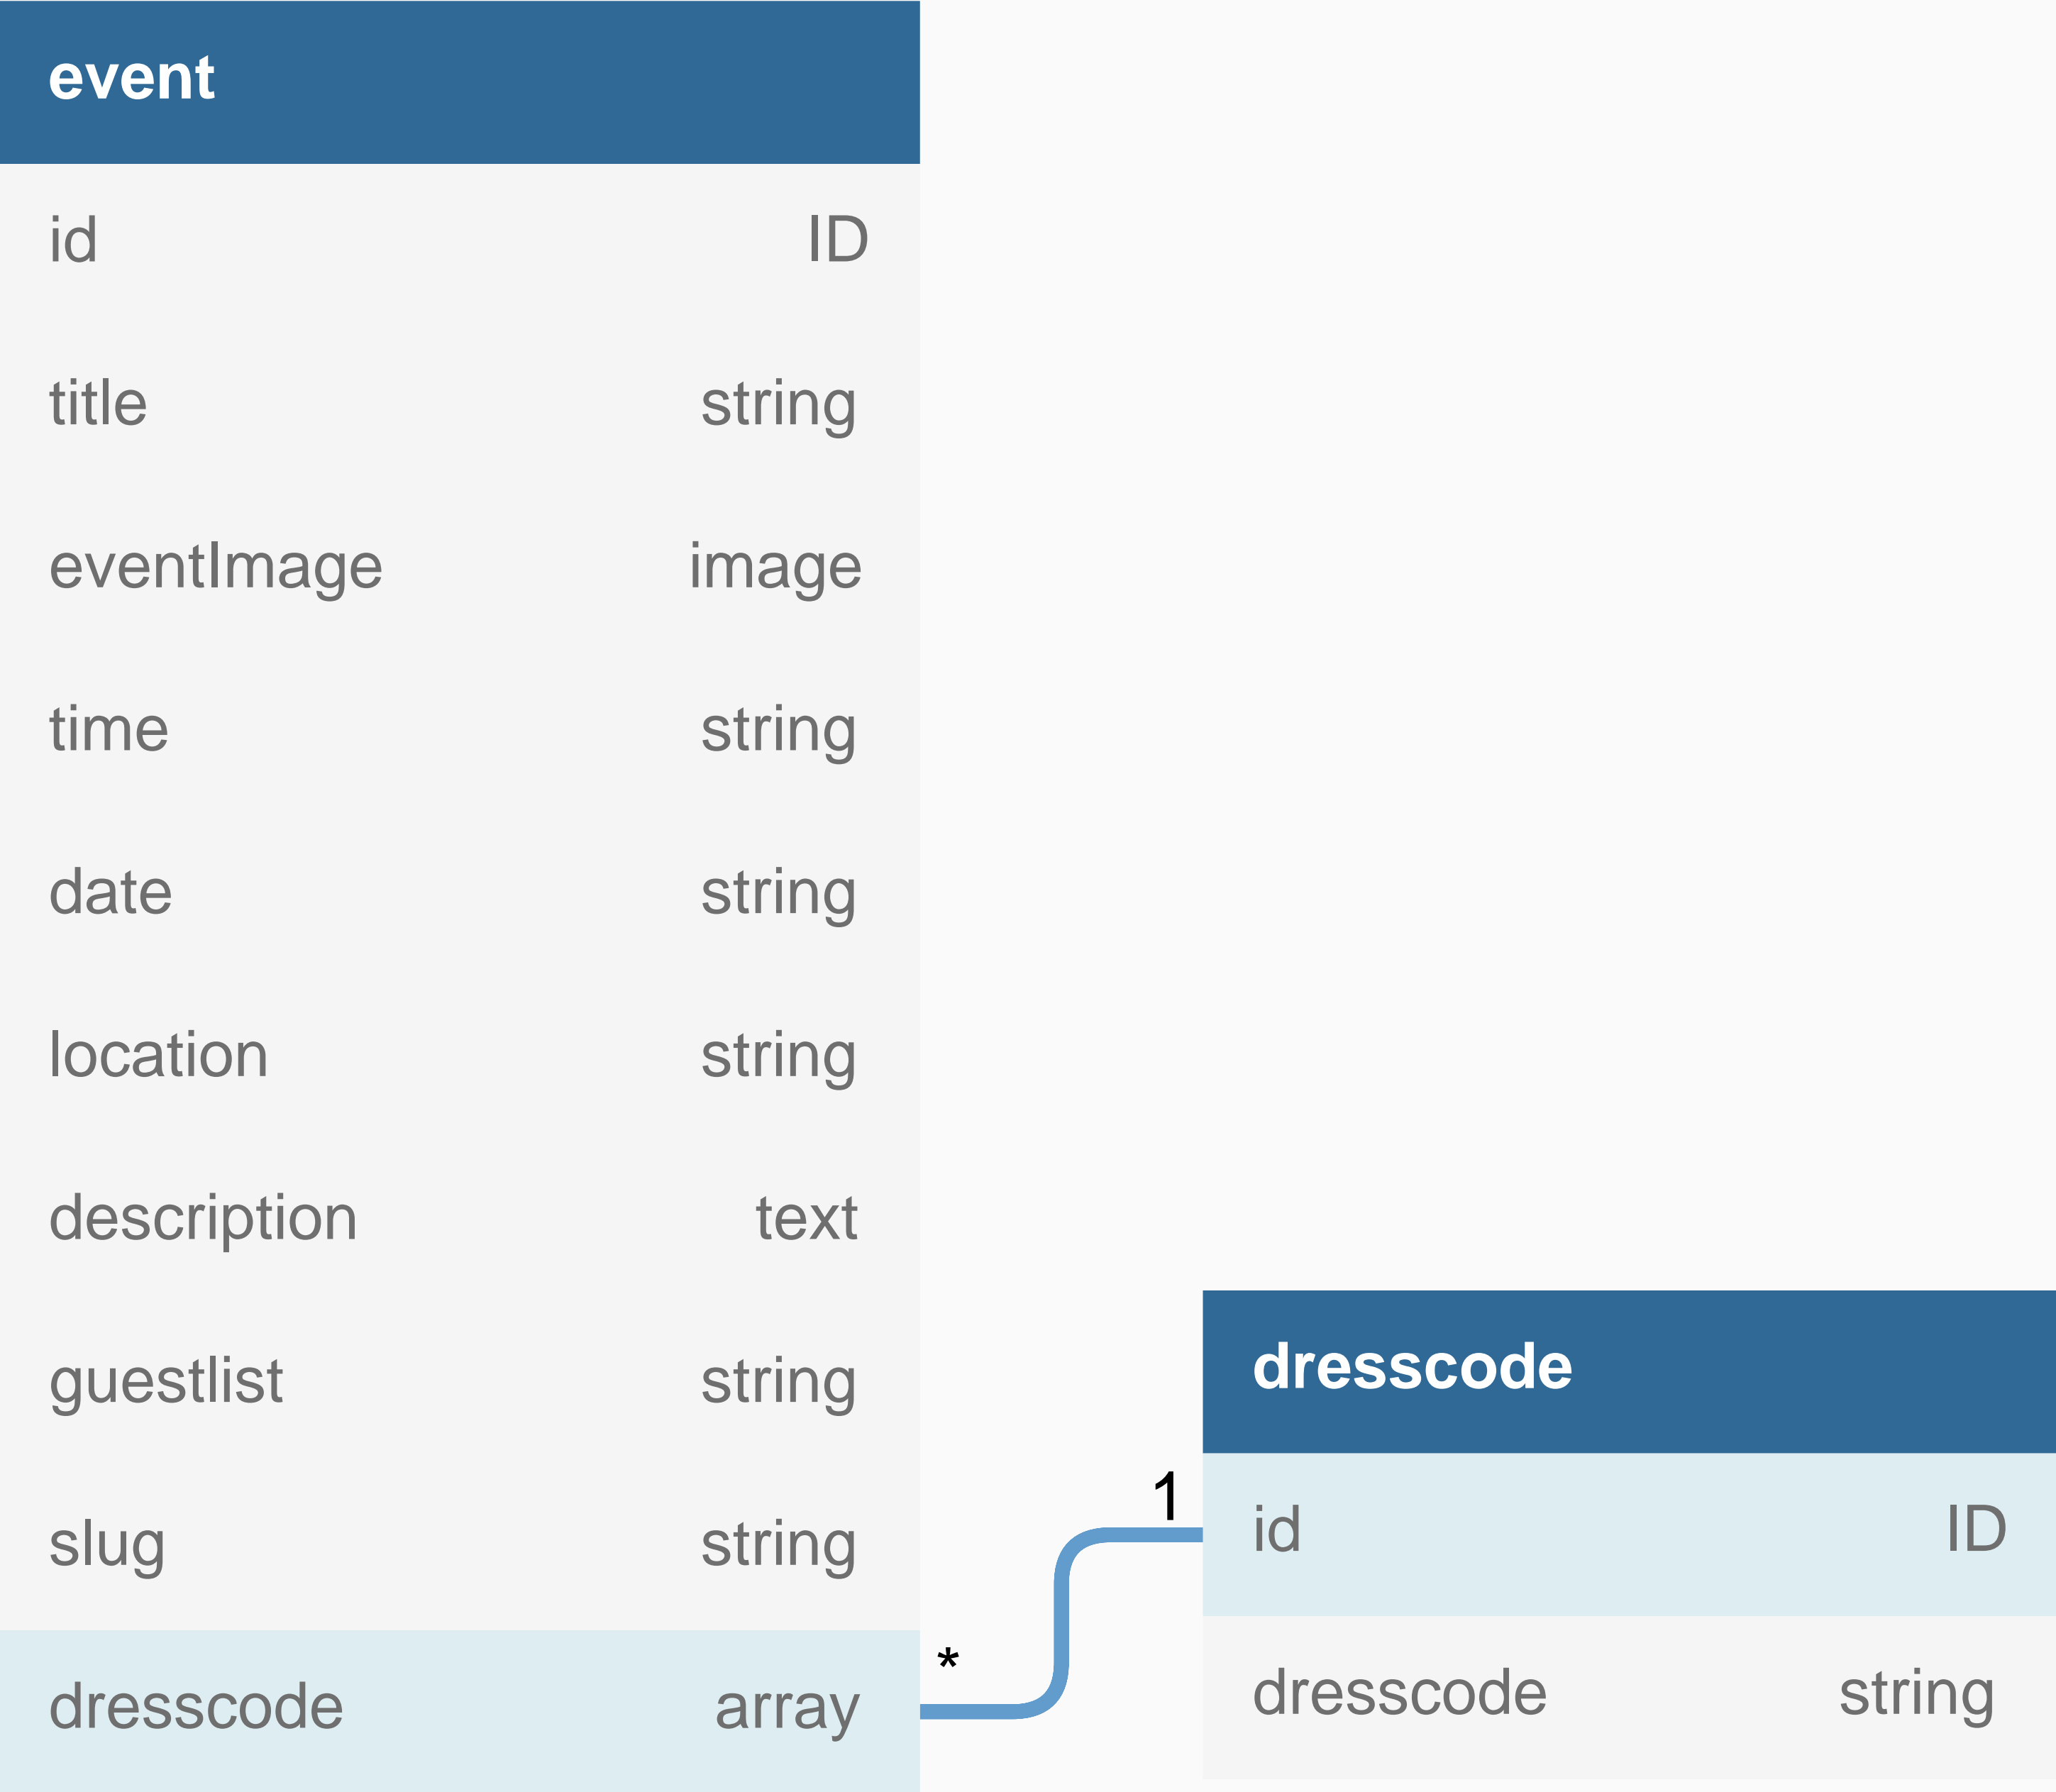 event
id ID
title string
eventImage image
time string
date string
location string
description text
guestlist string
slug string
dresscode array
* 1
dresscode
id ID
dresscode string